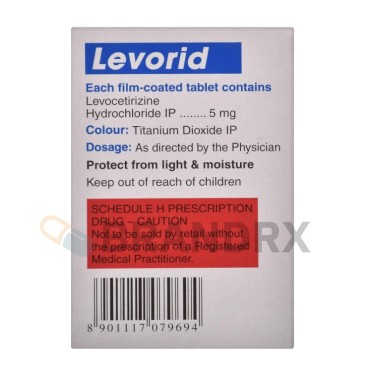 Levorid
Each film-coated tablet contains
Levocetirizine
Hydrochloride IP ........ 5 mg
Colour: Titanium Dioxide IP
Dosage: As directed by the Physician
Protect from light & moisture
Keep out of reach of children
SCHEDULE H PRESCRIPTION
DRUG – CAUTION
Not to be sold by retail without
the prescription of a Registered
Medical Practitioner.
8 901117 079694